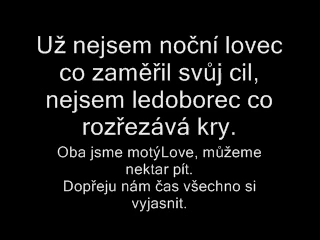 Už nejsem noční lovec
co zaměřil svůj cil,
nejsem ledoborec co
rozřezává kry.
Oba jsme motýLove, můžeme
nektar pít.
Dopřeju nám čas všechno si
vyjasnit.